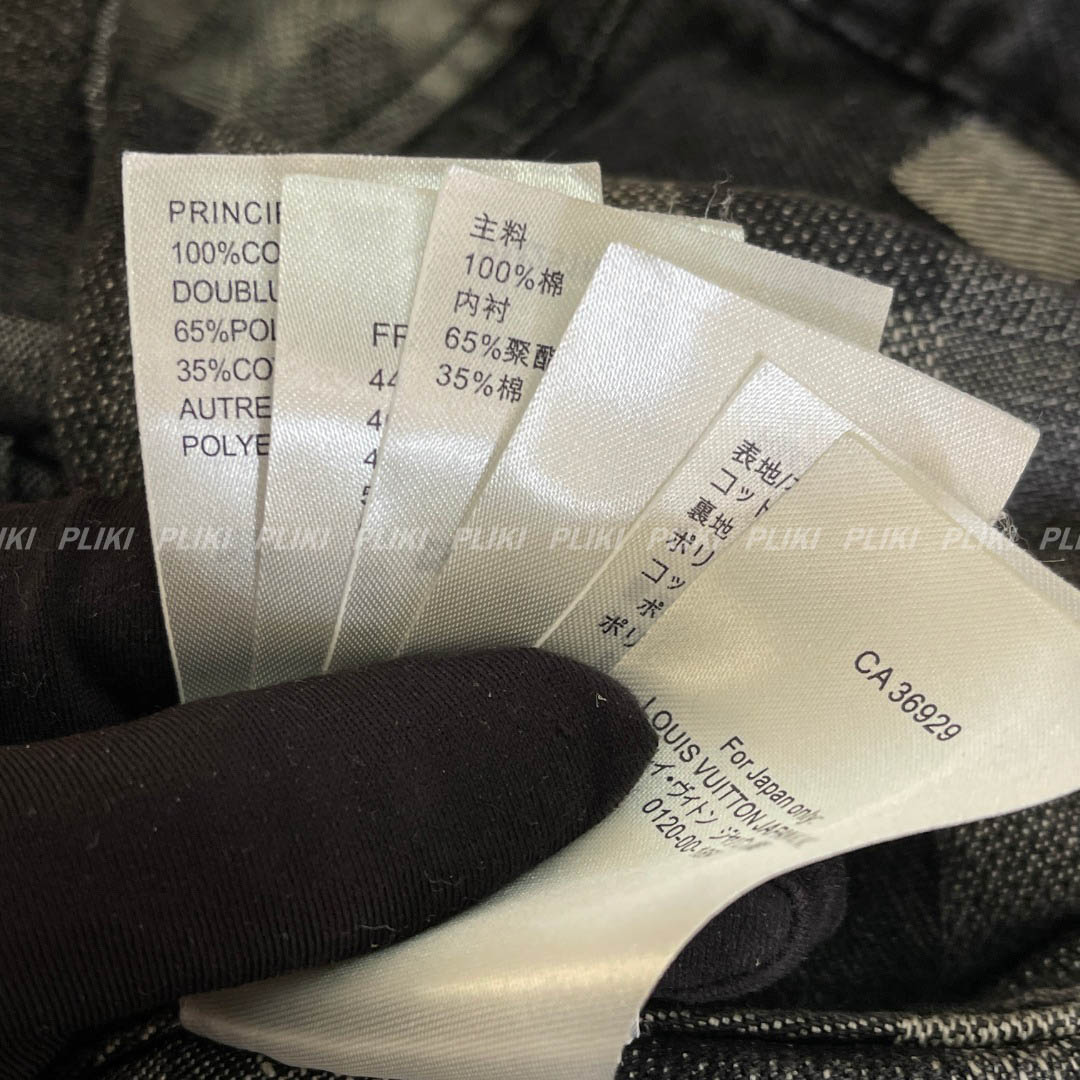 PRINCI
100%CO
DOUBLU
65%POL
35%CO
AUTRE
POLYE
FR
44
主料
100%棉
内衬
65%聚酯
35%棉
表地
コット
裏地
ポリ
コッ
ポ
ポリ
CA 36929
For Japan only
LOUIS VUITTON JAPAN
イ・ヴィトン
0120-00-
PLIKI PLIKI PLIKI PLIKI PLIKI PLIKI PLIKI PLIKI PLIKI